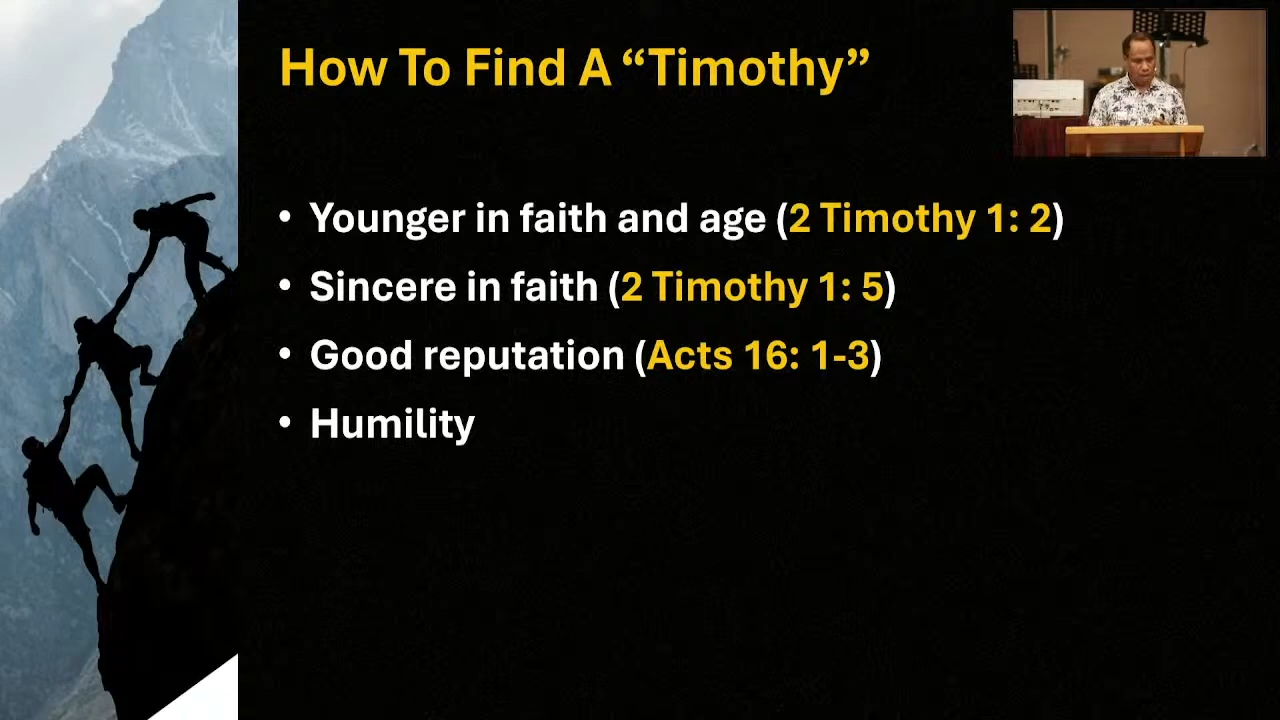 How To Find A “Timothy”
• Younger in faith and age (2 Timothy 1: 2)
• Sincere in faith (2 Timothy 1: 5)
• Good reputation (Acts 16: 1-3)
• Humility